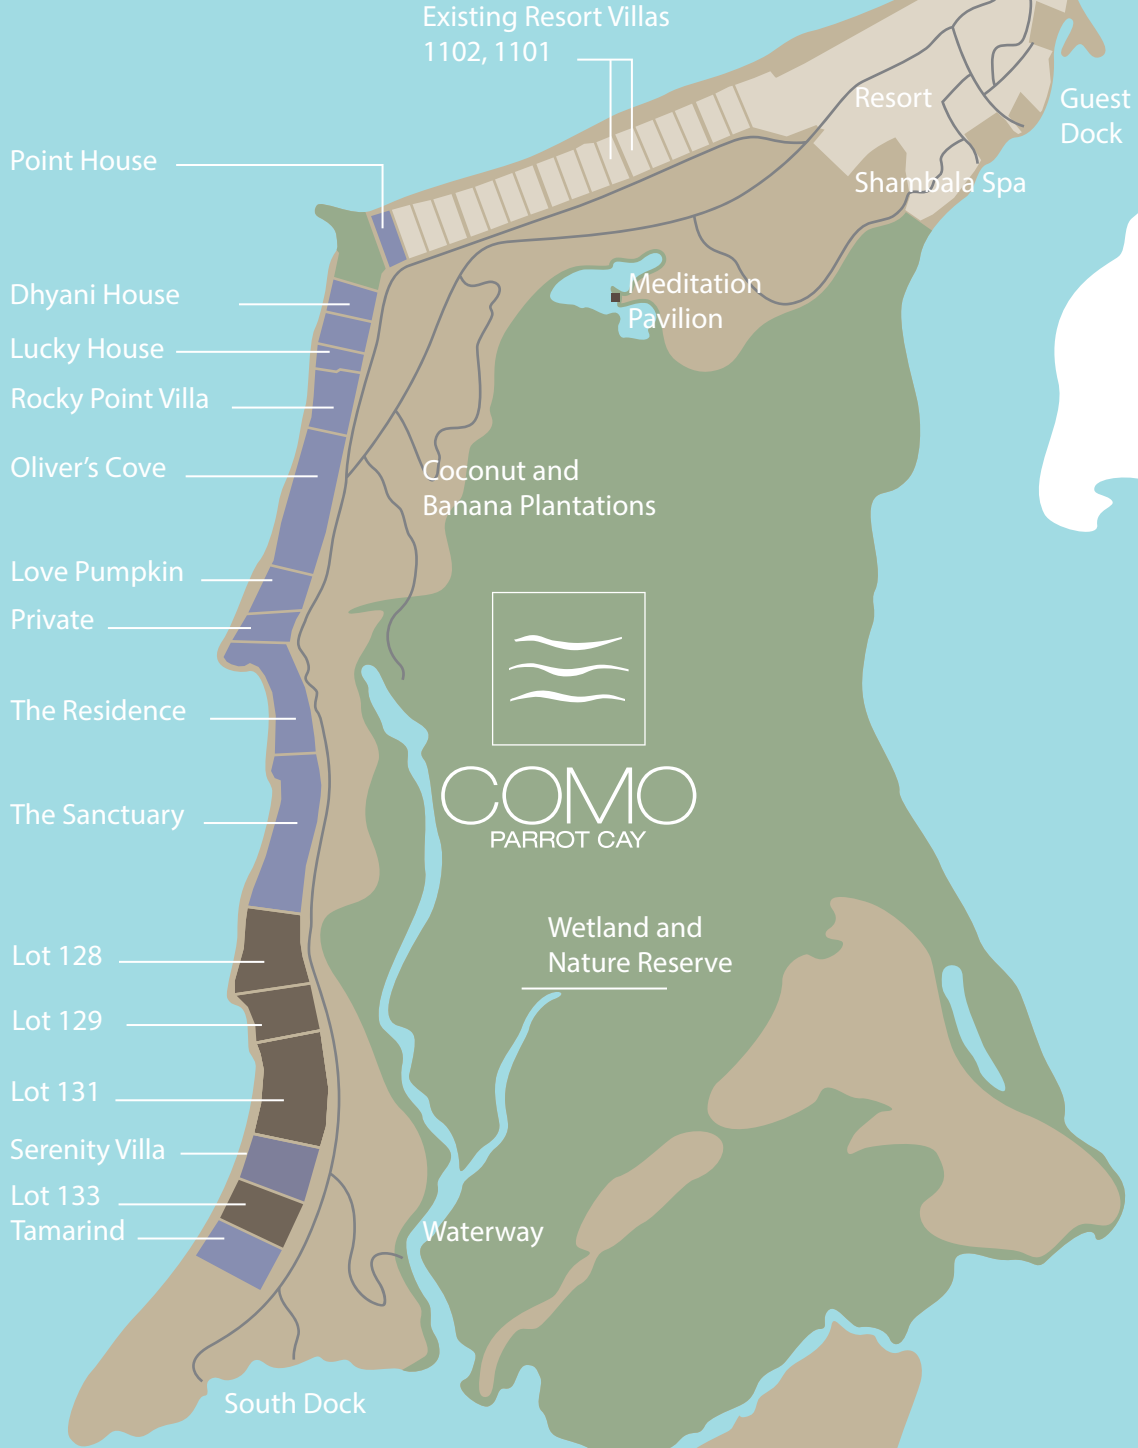 Existing Resort Villas
1102, 1101
Resort
Guest
Dock
Point House
Shambala Spa
Dhyani House
Meditation
Pavilion
Lucky House
Rocky Point Villa
Oliver’s Cove
Coconut and
Banana Plantations
Love Pumpkin
Private
The Residence
The Sanctuary
COMO
PARROT CAY
Wetland and
Nature Reserve
Lot 128
Lot 129
Lot 131
Serenity Villa
Lot 133
Tamarind
Waterway
South Dock